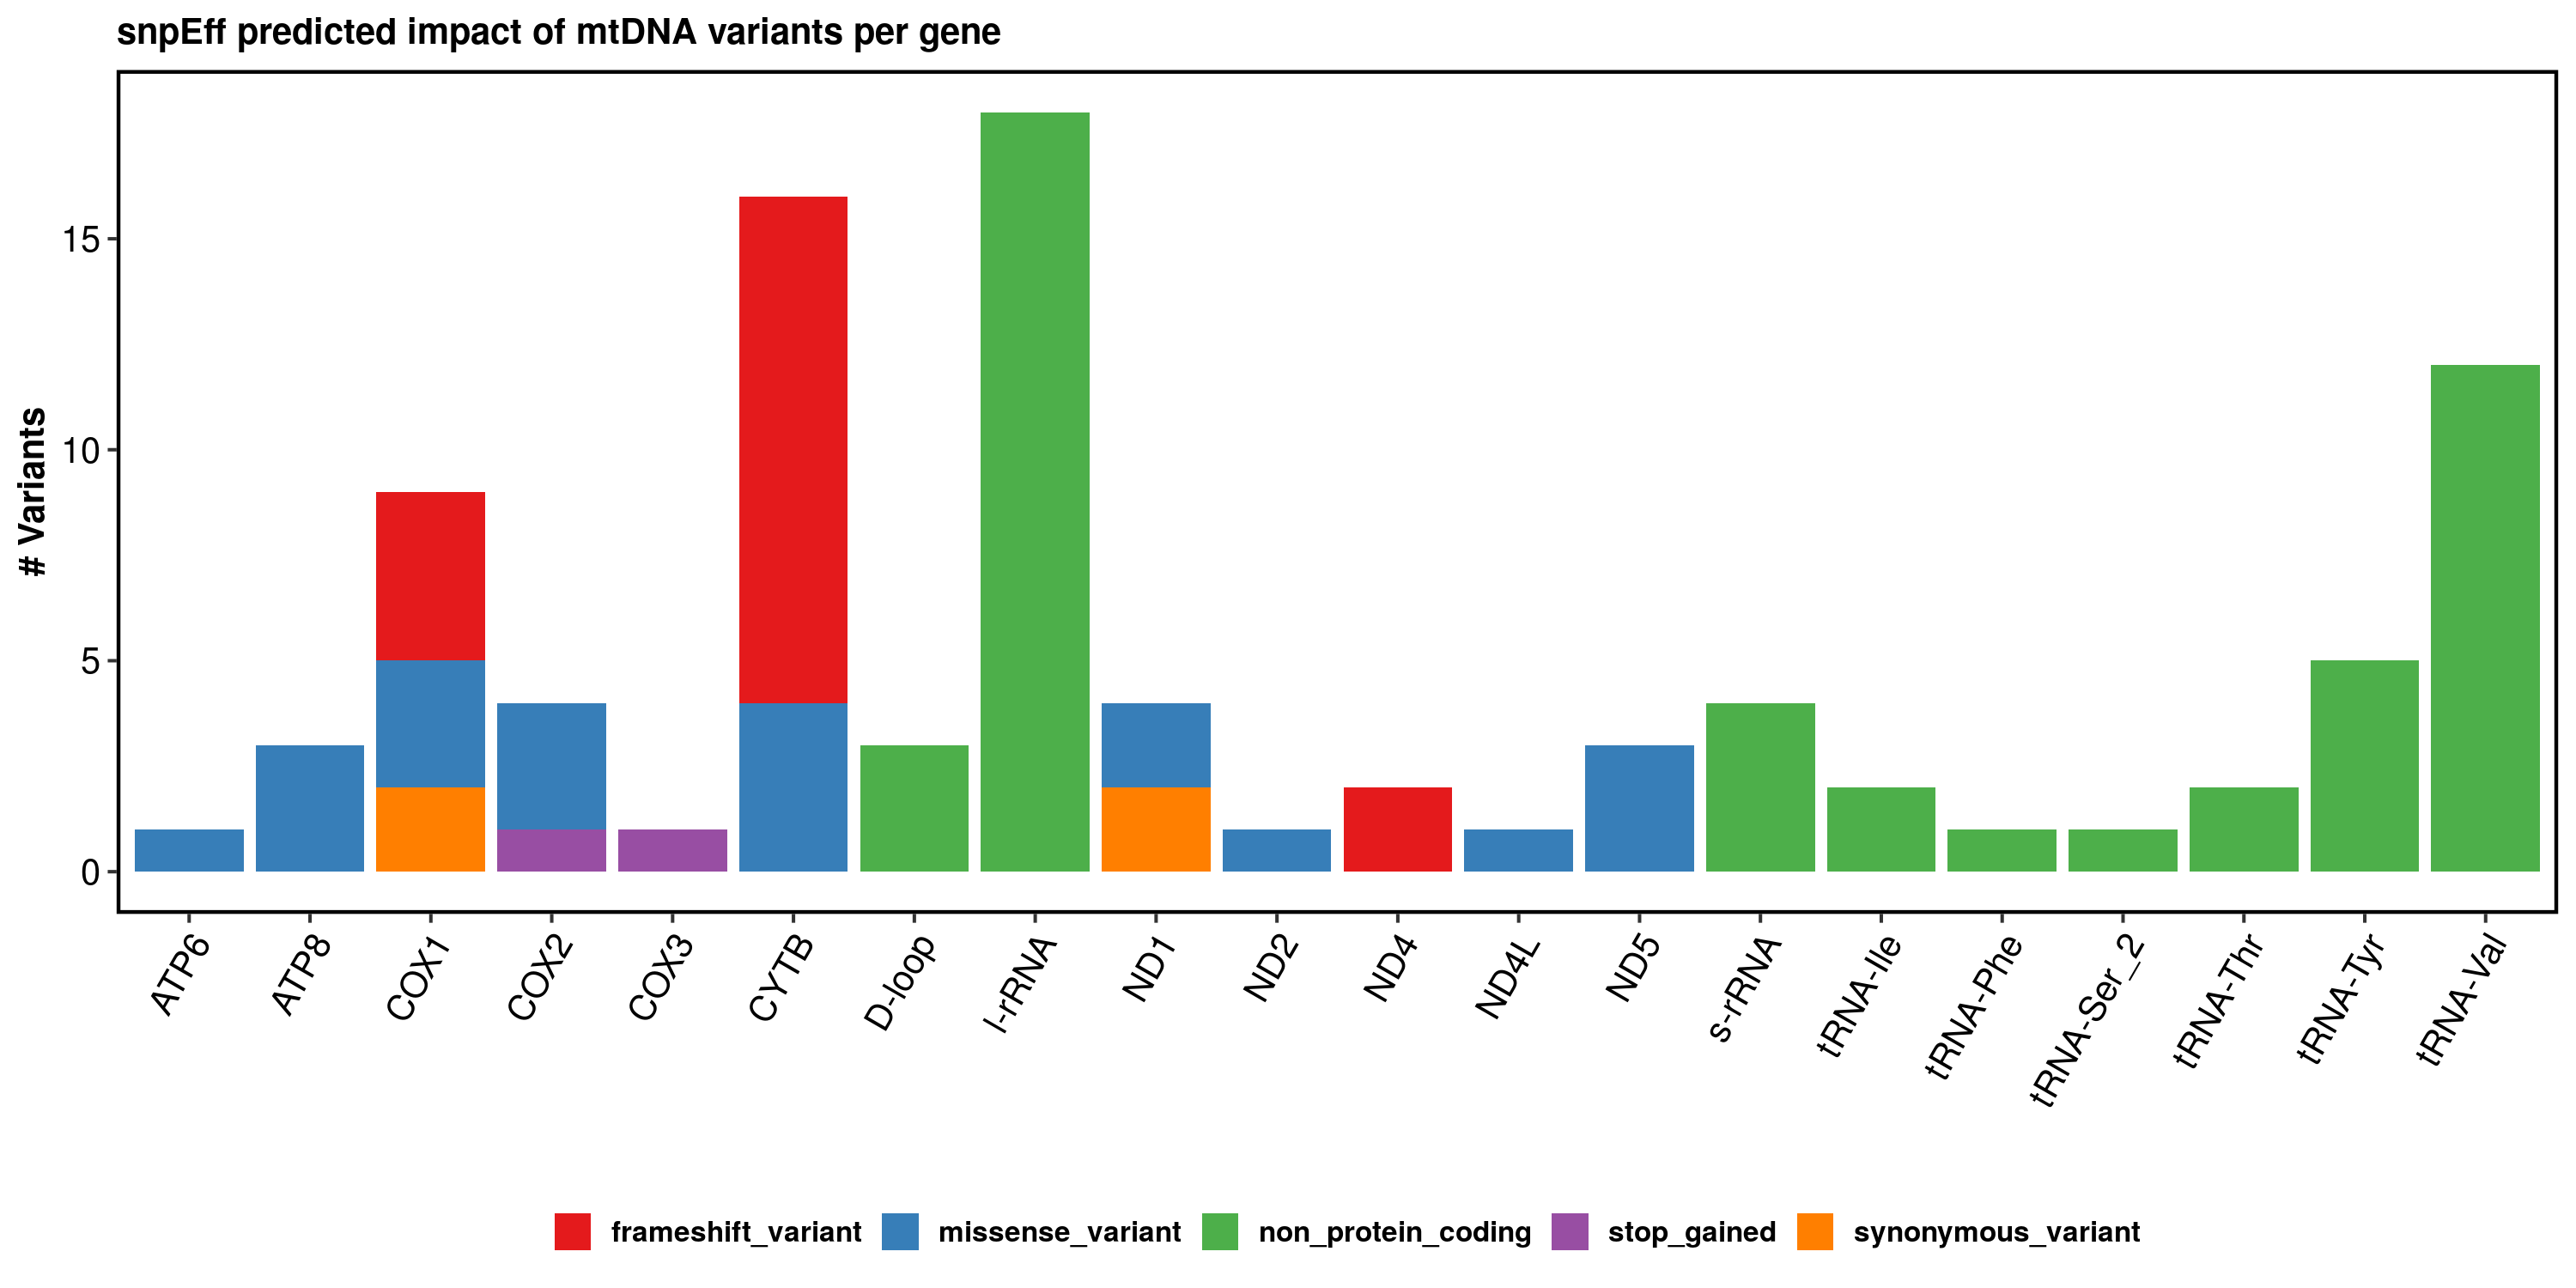 snpEff predicted impact of mtDNA variants per gene
# Variants
15
10
5
0
ATP6
ATP8
COX1
COX2
COX3
CYTB
D-loop
l-rRNA
ND1
ND2
ND4
ND4L
ND5
s-rRNA
tRNA-Ile
tRNA-Phe
tRNA-Ser_2
tRNA-Thr
tRNA-Tyr
tRNA-Val
frameshift_variant missense_variant non_protein_coding stop_gained synonymous_variant